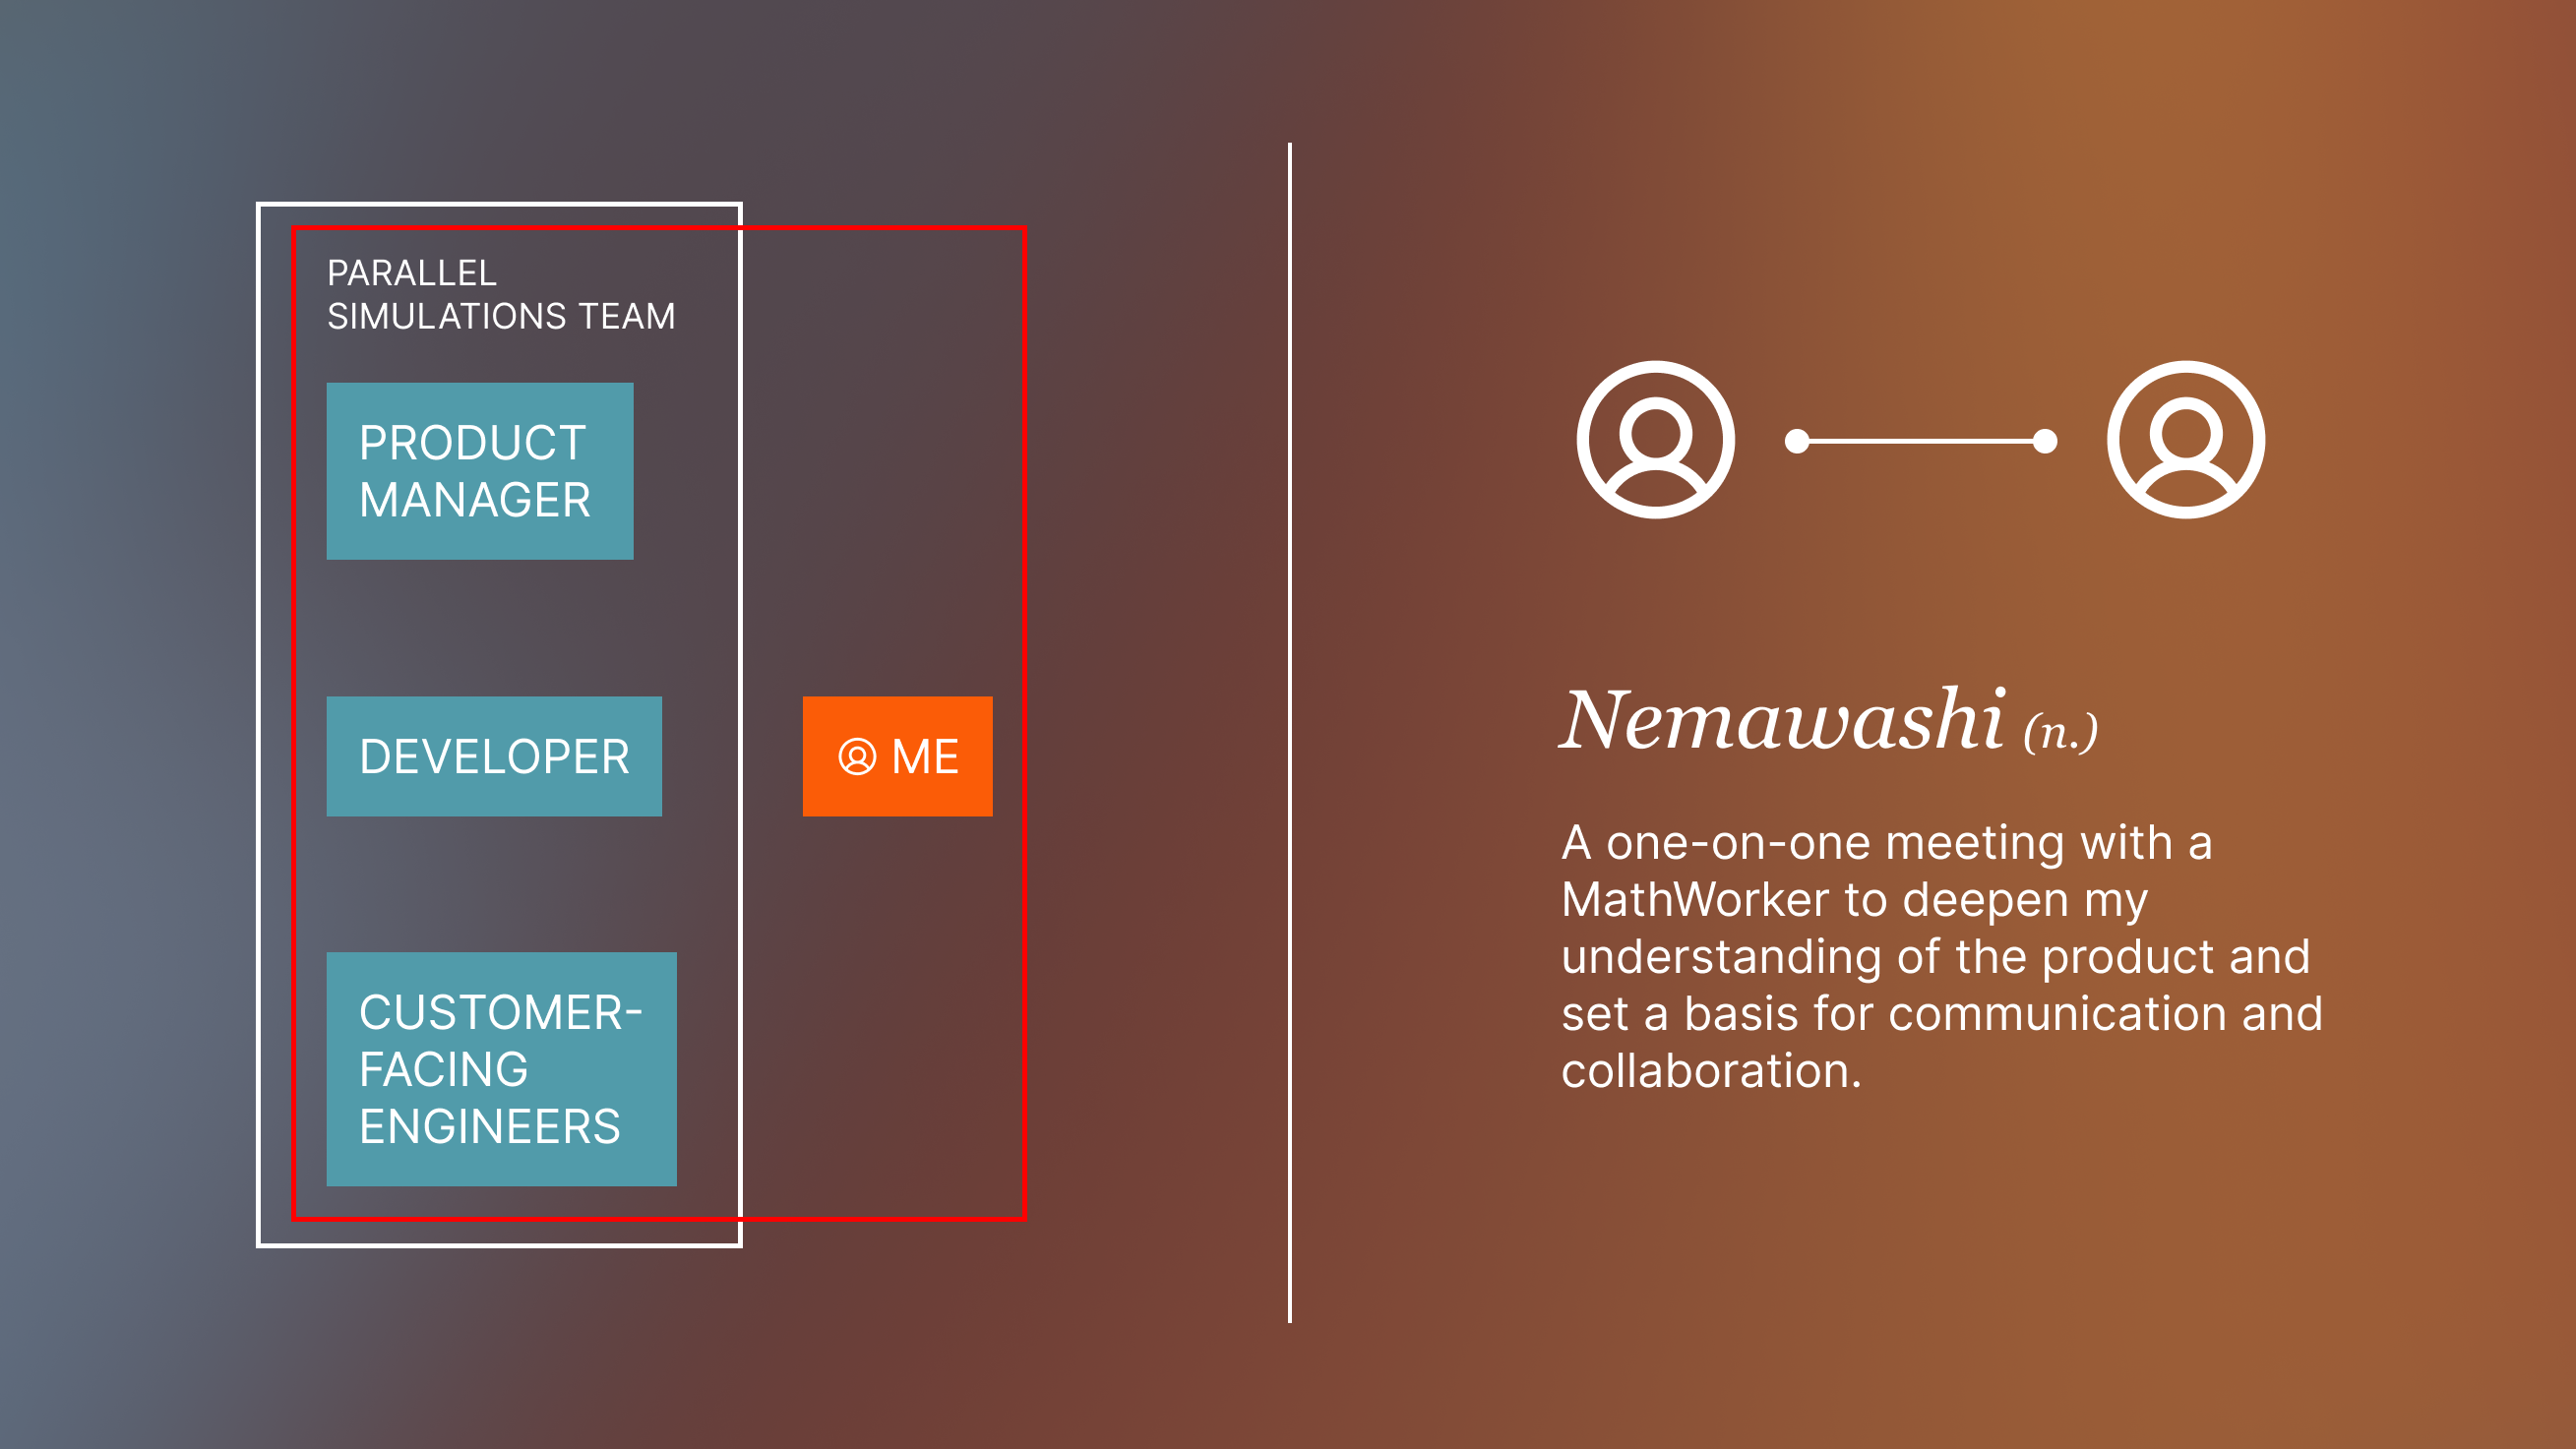 PARALLEL
SIMULATIONS TEAM
PRODUCT
MANAGER
DEVELOPER
ME
CUSTOMER-
FACING
ENGINEERS
Nemawashi (n.)
A one-on-one meeting with a
MathWorker to deepen my
understanding of the product and
set a basis for communication and
collaboration.